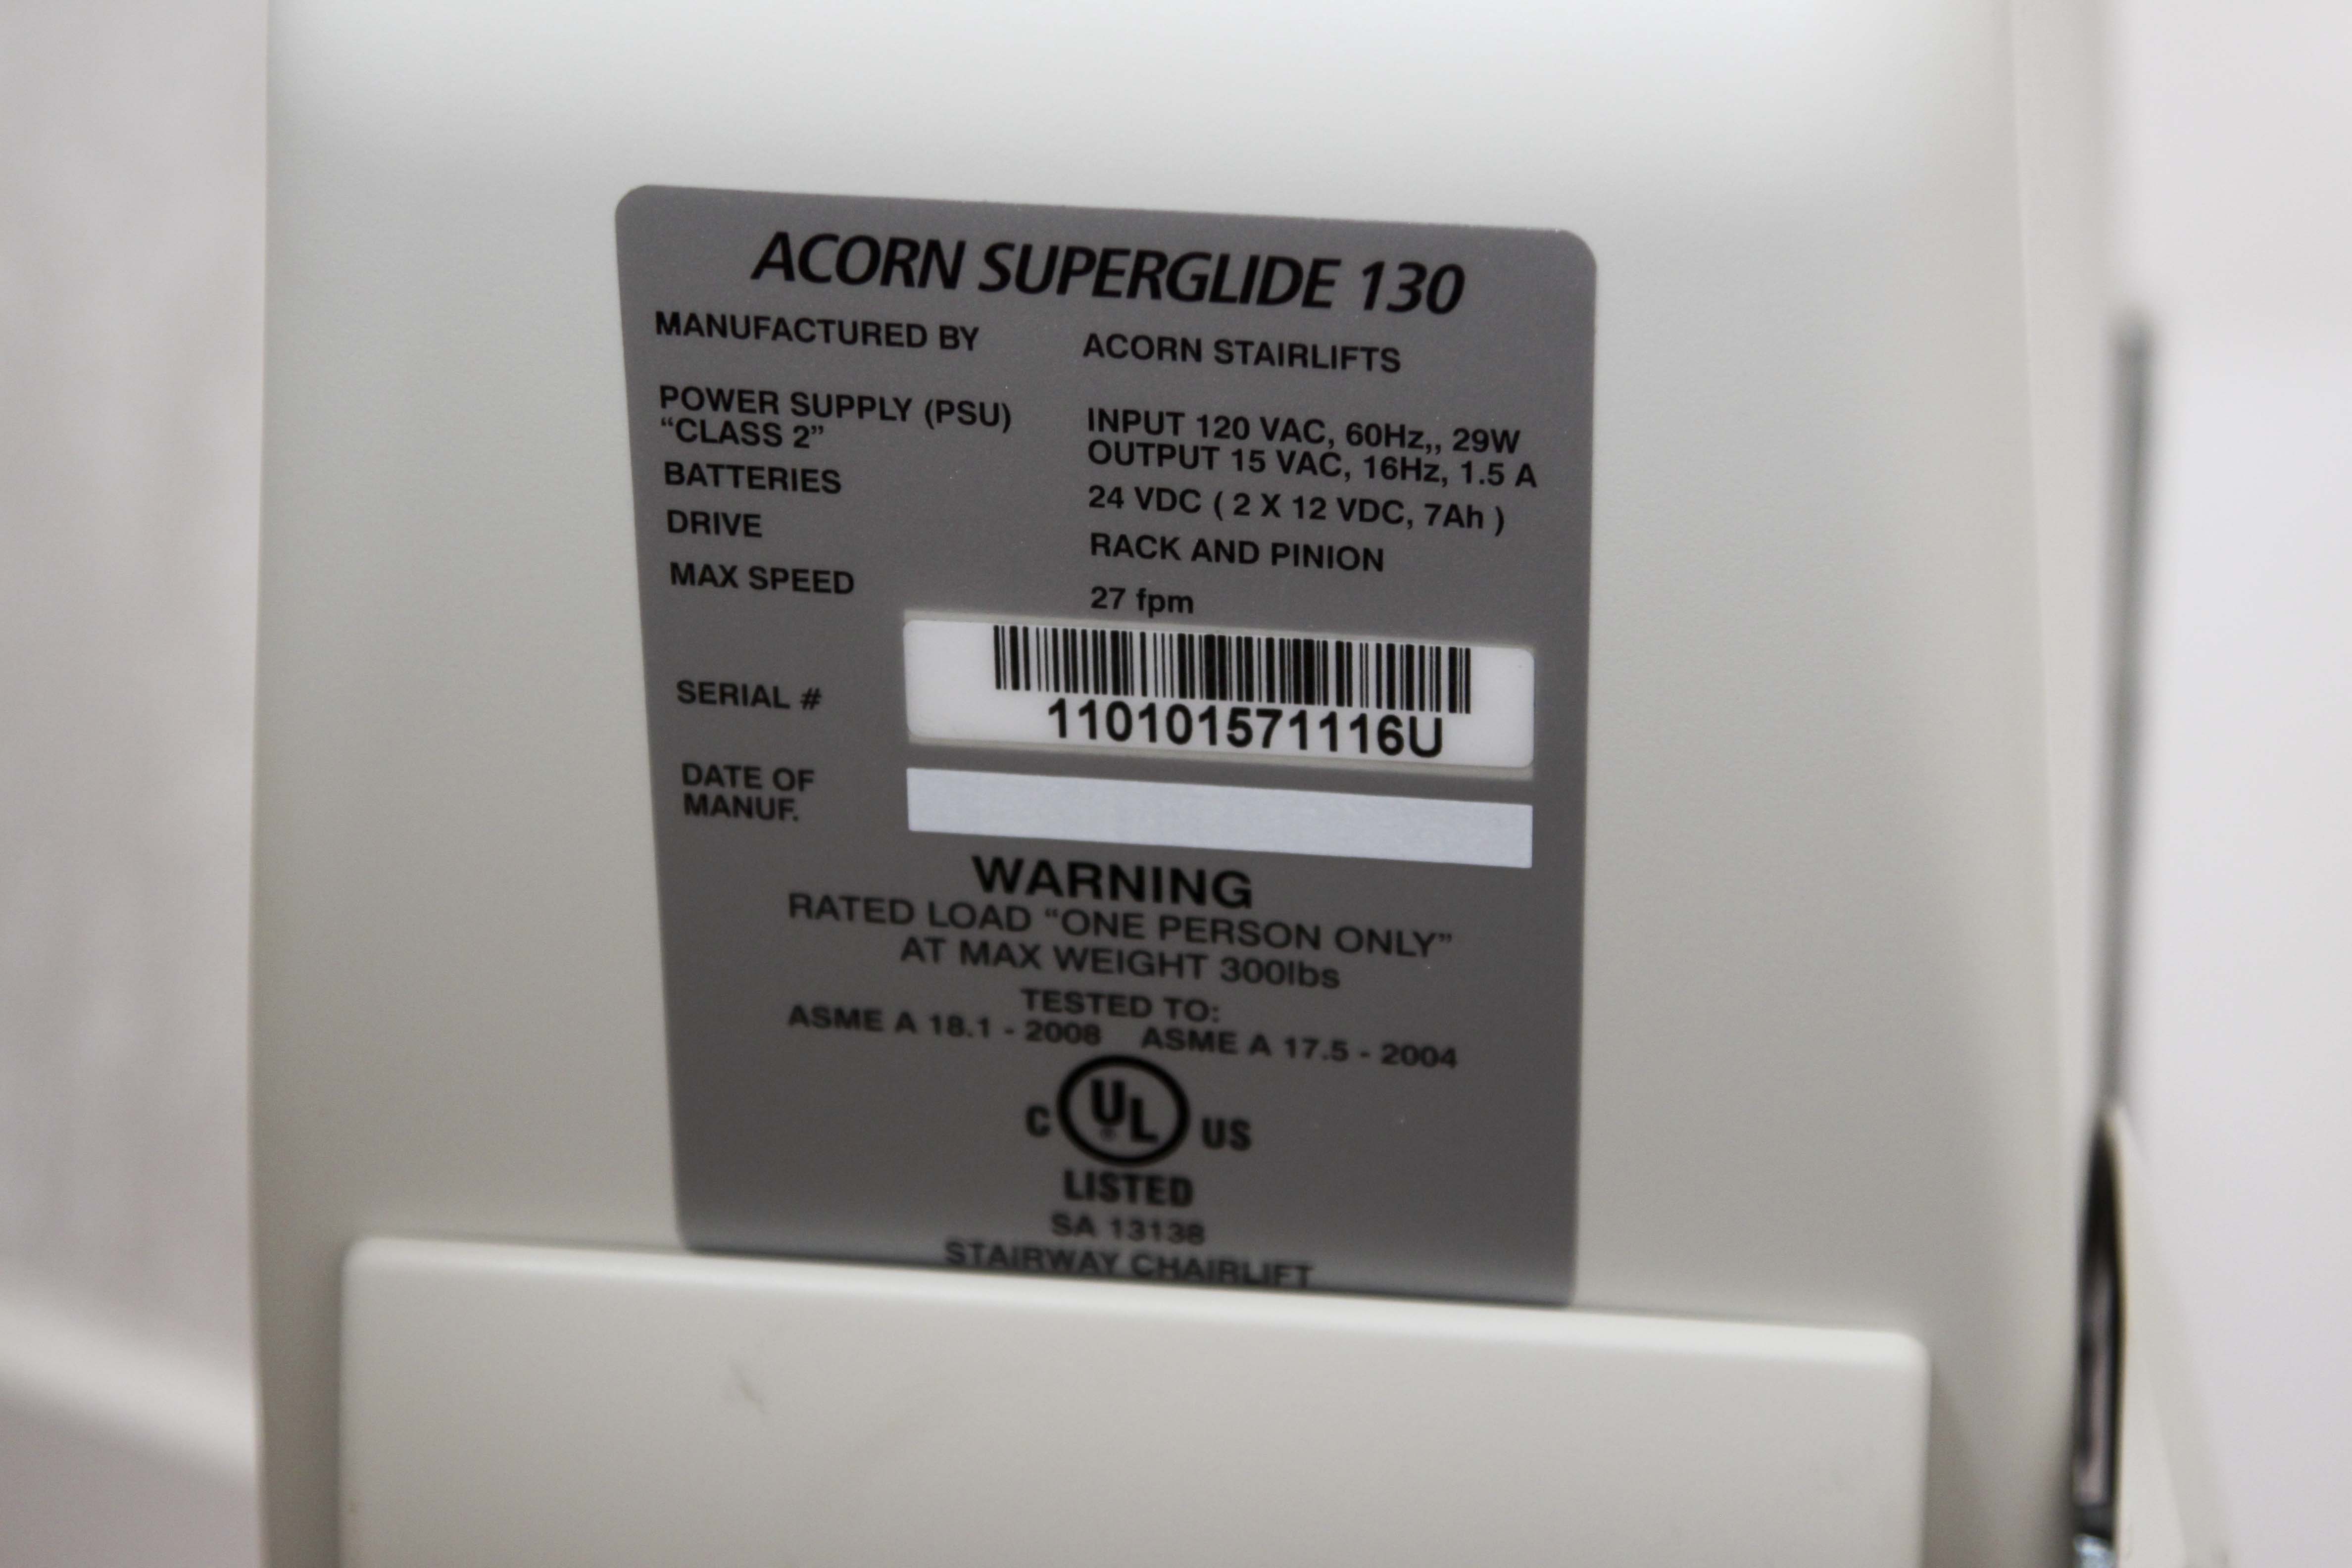 ACORN SUPERGLIDE 130
MANUFACTURED BY ACORN STAIRLIFTS
POWER SUPPLY (PSU) INPUT 120 VAC, 60Hz,, 29W
“CLASS 2” OUTPUT 15 VAC, 16Hz, 1.5 A
BATTERIES 24 VDC ( 2 X 12 VDC, 7Ah )
DRIVE RACK AND PINION
MAX SPEED 27 fpm
SERIAL # 110101571116U
DATE OF
MANUF.
WARNING
RATED LOAD “ONE PERSON ONLY”
AT MAX WEIGHT 300lbs
TESTED TO:
ASME A 18.1 - 2008 ASME A 17.5 - 2004
C UL® US
LISTED
SA 13138
STAIRWAY CHAIRLIFT